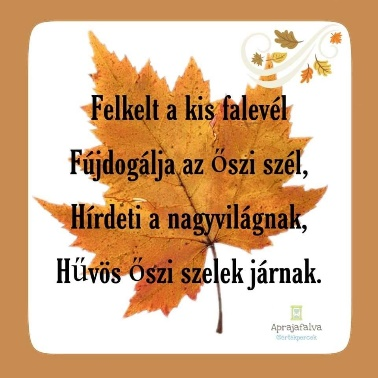 Felkelt a kis falevél
Fújdogálja az őszi szél,
Hírdeti a nagyvilágnak,
Hűvös őszi szelek járnak.
Aprajafalva